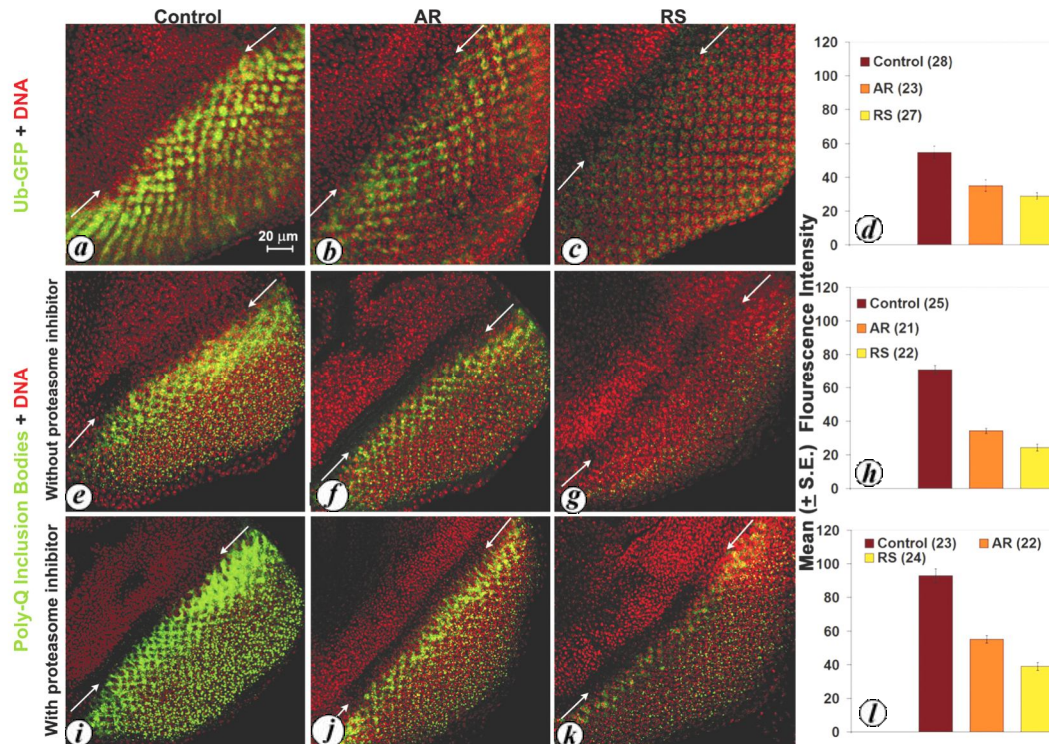 Control AR RS
Ub-GFP + DNA
a
20 µm
b
c
120
100
80
60
40
20
0
Control (28)
AR (23)
RS (27)
d
Poly-Q Inclusion Bodies + DNA
Without proteasome inhibitor
e
f
g
Mean (± S.E.) Flourescence Intensity
120
100
80
60
40
20
0
Control (25)
AR (21)
RS (22)
h
With proteasome inhibitor
i
j
k
120
100
80
60
40
20
0
Control (23) AR (22)
RS (24)
l